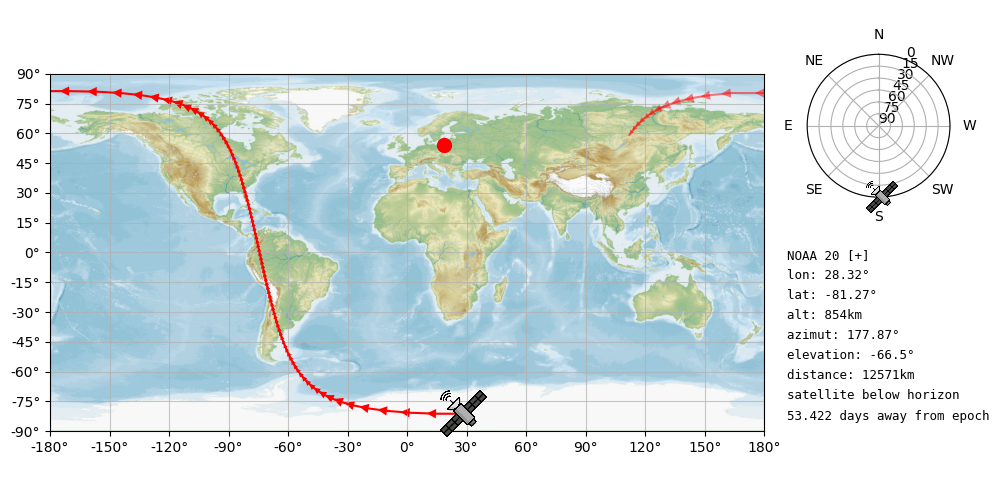 N
NE
NW
0
15
30
45
60
75
90
E
W
SE
SW
S
90°
75°
60°
45°
30°
15°
0°
-15°
-30°
-45°
-60°
-75°
-90°
-180° -150° -120° -90° -60° -30° 0° 30° 60° 90° 120° 150° 180°
NOAA 20 [+]
lon: 28.32°
lat: -81.27°
alt: 854km
azimut: 177.87°
elevation: -66.5°
distance: 12571km
satellite below horizon
53.422 days away from epoch